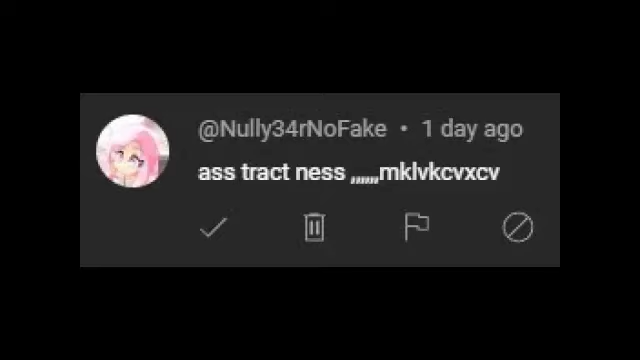 @Nully34rNoFake • 1 day ago
ass tract ness ,,,,,,mklvkcvxcv